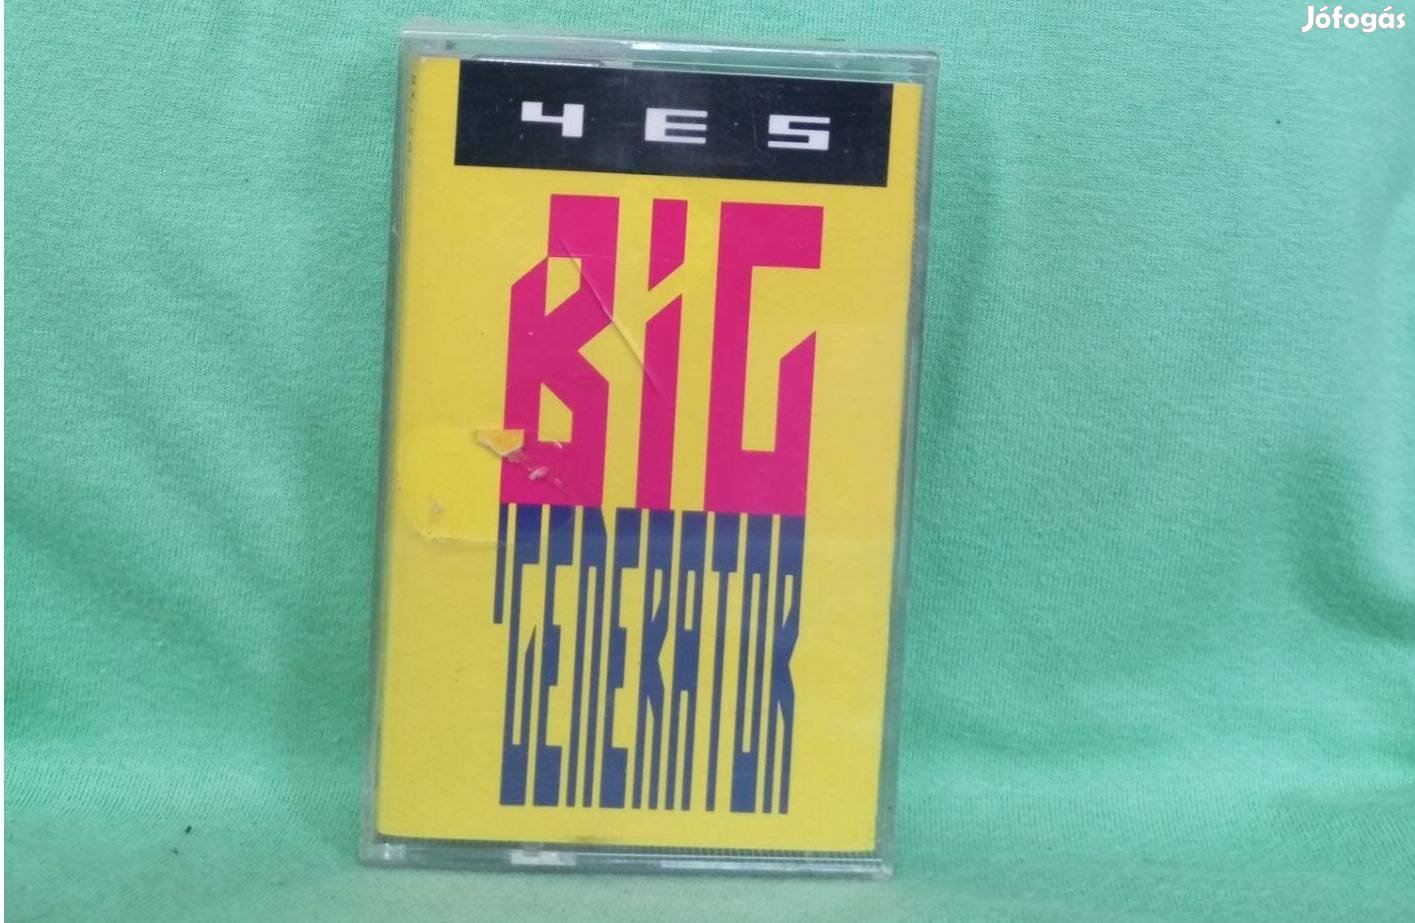 Jófogás
YES
BIG
GENERATOR